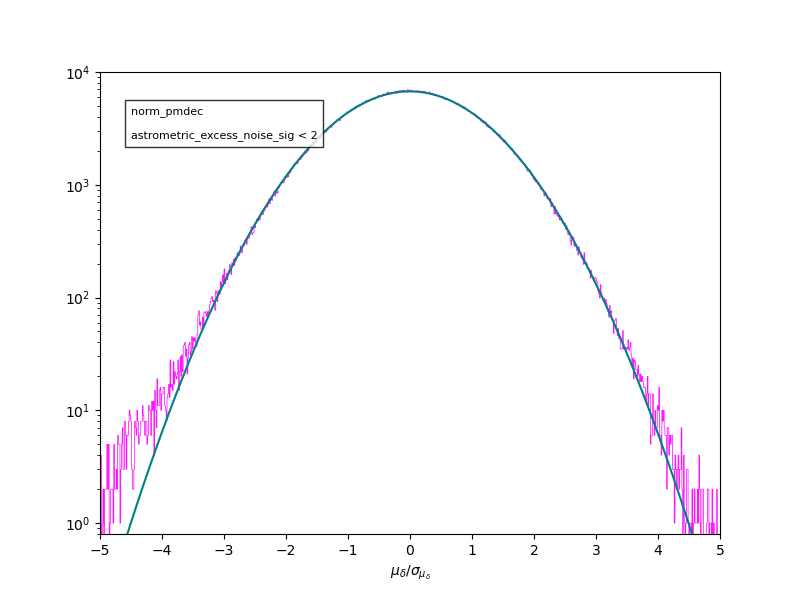 10⁴
10³
10²
10¹
10⁰
norm_pmdec
astrometric_excess_noise_sig < 2
−5 −4 −3 −2 −1 0 1 2 3 4 5
μδ/σμδ